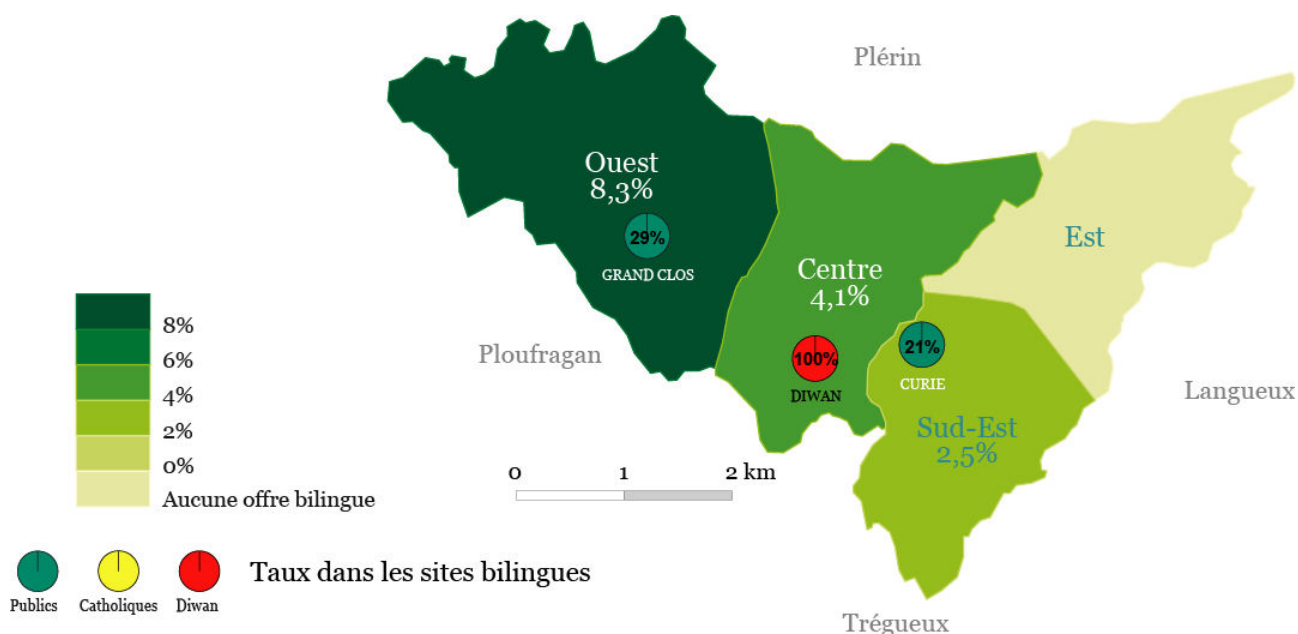 Plérin
Ouest
8,3%
29%
GRAND CLOS
Est
Centre
4,1%
100%
DIWAN
21%
CURIE
Ploufragan
Langueux
Sud-Est
2,5%
8%
6%
4%
2%
0%
Aucune offre bilingue
0 1 2 km
Publics Catholiques Diwan
Taux dans les sites bilingues
Trégueux